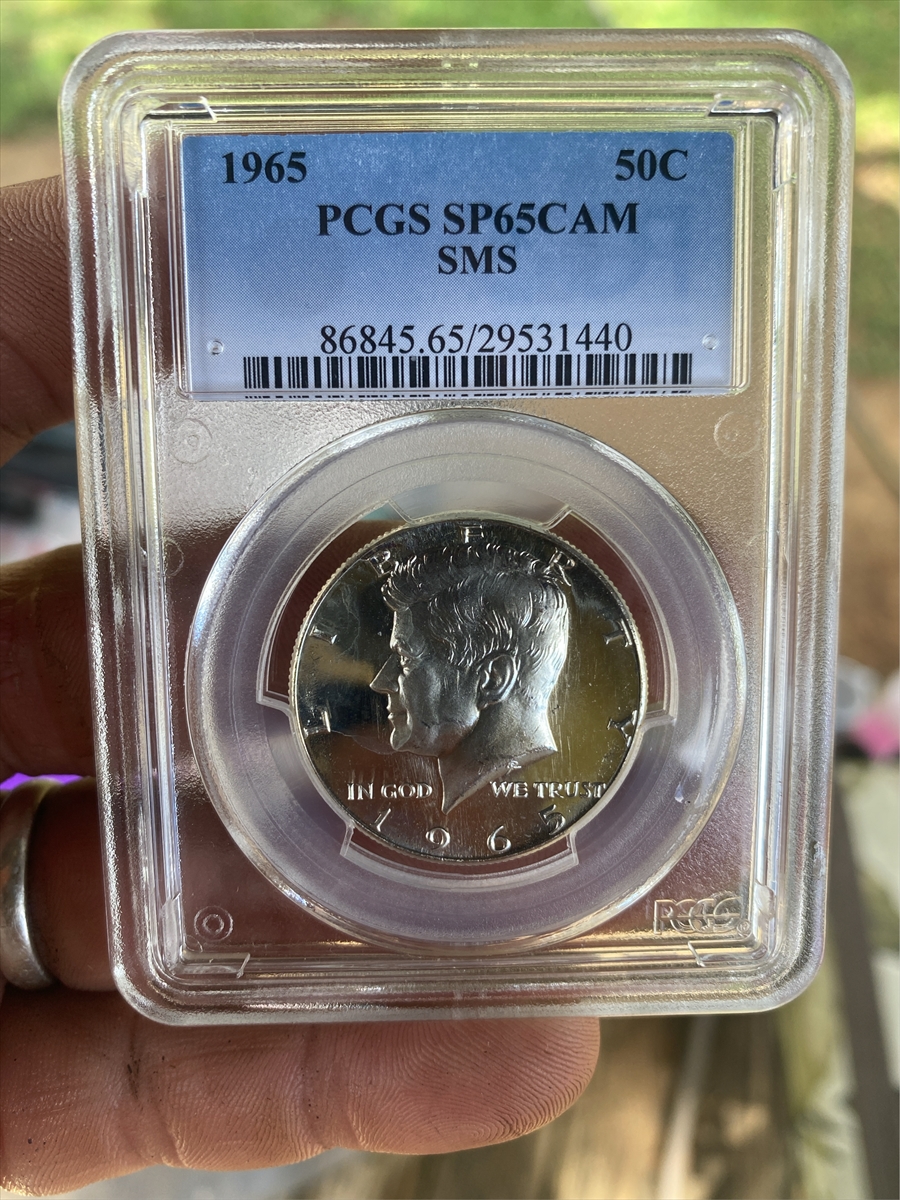 1965 50C
PCGS SP65CAM
SMS
86845.65/29531440
LIBERTY
IN GOD WE TRUST
1965
PCGS